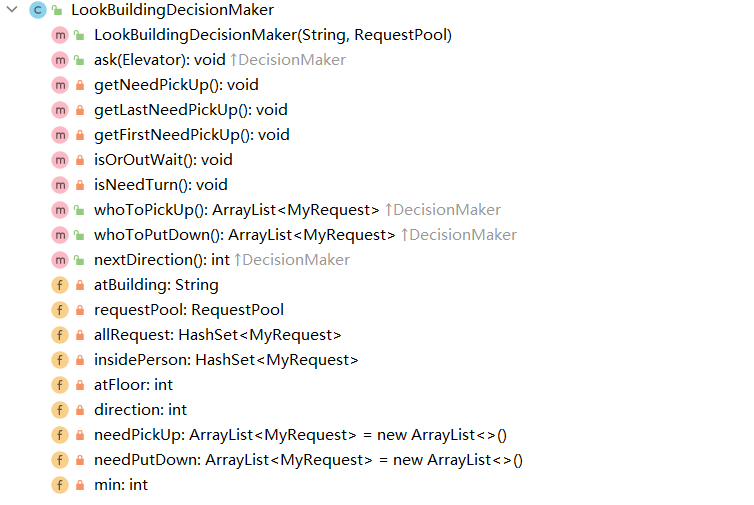 LookBuildingDecisionMaker
LookBuildingDecisionMaker(String, RequestPool)
ask(Elevator): void ↑DecisionMaker
getNeedPickUp(): void
getLastNeedPickUp(): void
getFirstNeedPickUp(): void
isOrOutWait(): void
isNeedTurn(): void
whoToPickUp(): ArrayList<MyRequest> ↑DecisionMaker
whoToPutDown(): ArrayList<MyRequest> ↑DecisionMaker
nextDirection(): int ↑DecisionMaker
atBuilding: String
requestPool: RequestPool
allRequest: HashSet<MyRequest>
insidePerson: HashSet<MyRequest>
atFloor: int
direction: int
needPickUp: ArrayList<MyRequest> = new ArrayList<>()
needPutDown: ArrayList<MyRequest> = new ArrayList<>()
min: int